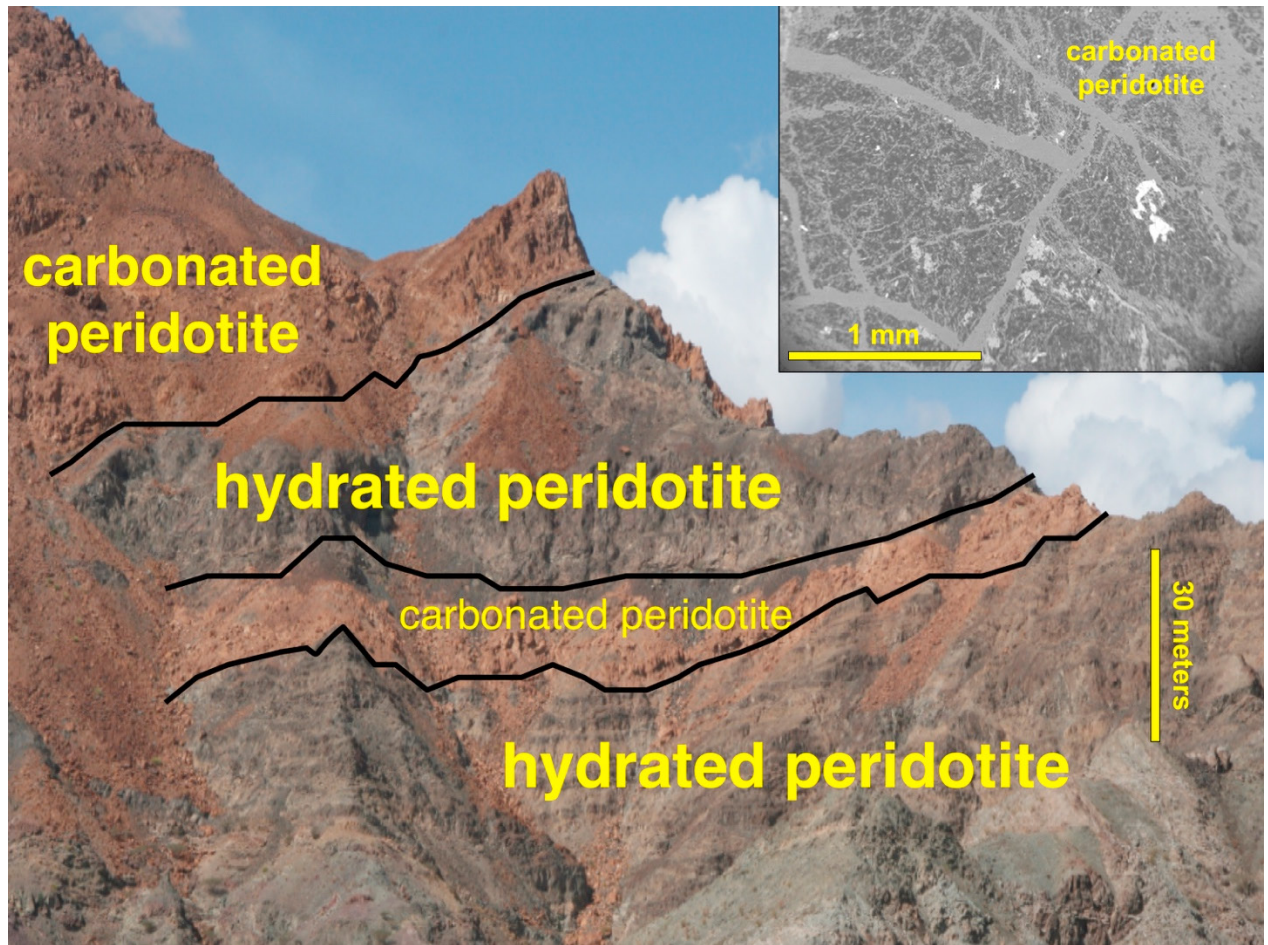 carbonated
peridotite
1 mm
carbonated
peridotite
hydrated peridotite
carbonated peridotite
30 meters
hydrated peridotite